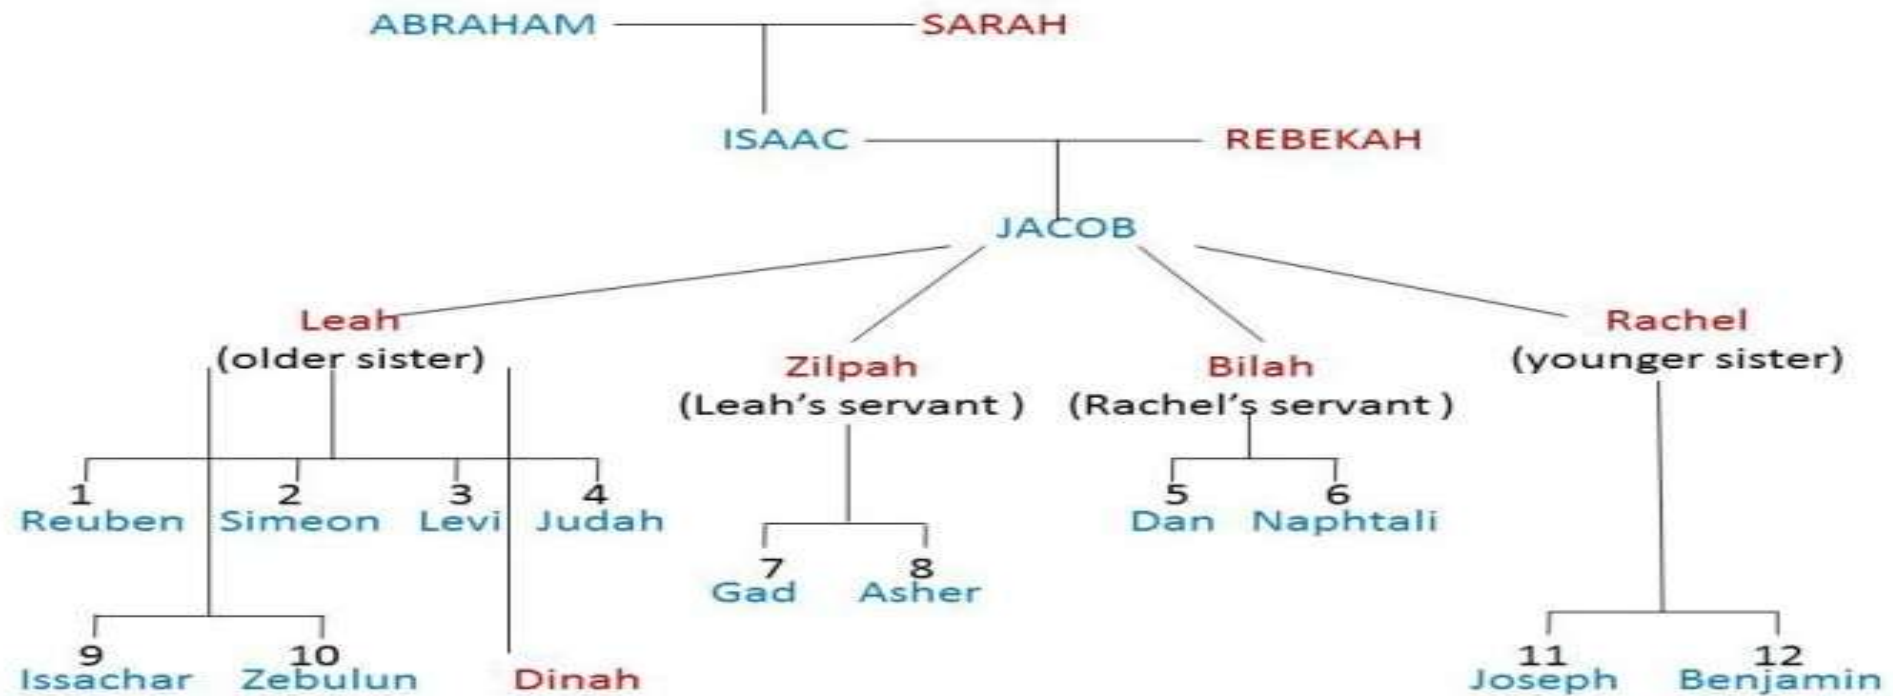 ABRAHAM SARAH
ISAAC REBEKAH
JACOB
Leah Rachel
(older sister) (younger sister)
Zilpah Bilah
(Leah’s servant ) (Rachel’s servant )
1 2 3 4 5 6
Reuben Simeon Levi Judah Dan Naphtali
7 8
Gad Asher
9 10 11 12
Issachar Zebulun Dinah Joseph Benjamin